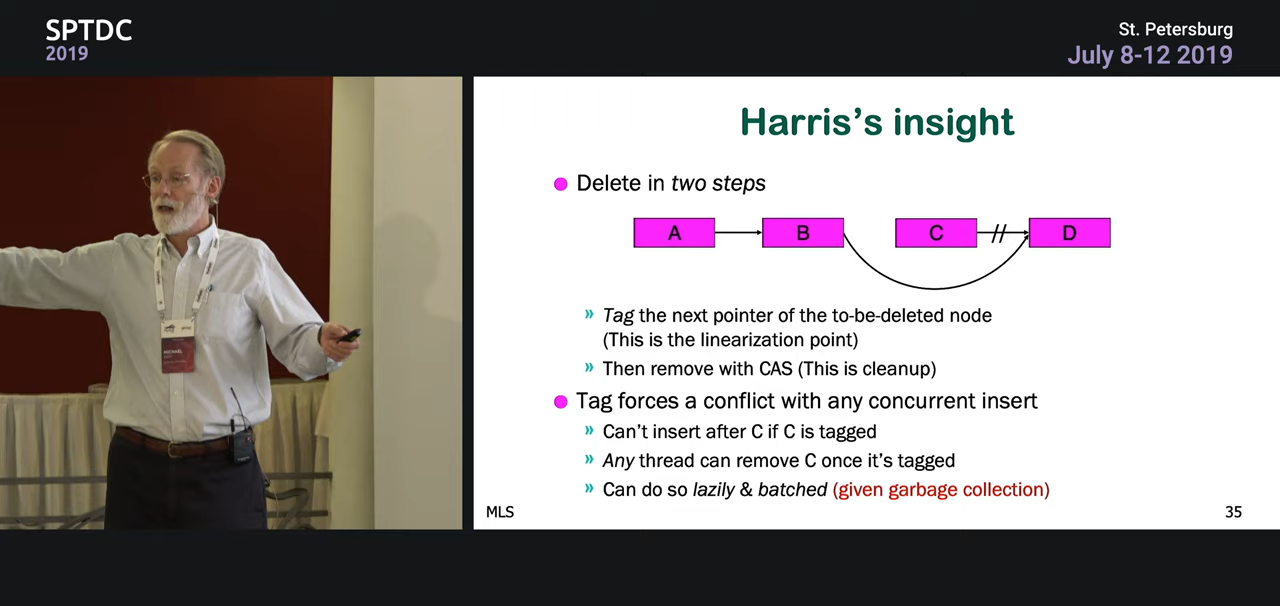 SPTDC
2019
St. Petersburg
July 8-12 2019
Harris's insight
Delete in two steps
A
B
C
D
» Tag the next pointer of the to-be-deleted node
(This is the linearization point)
» Then remove with CAS (This is cleanup)
Tag forces a conflict with any concurrent insert
» Can't insert after C if C is tagged
» Any thread can remove C once it's tagged
» Can do so lazily & batched (given garbage collection)
MLS
35
MICHAEL